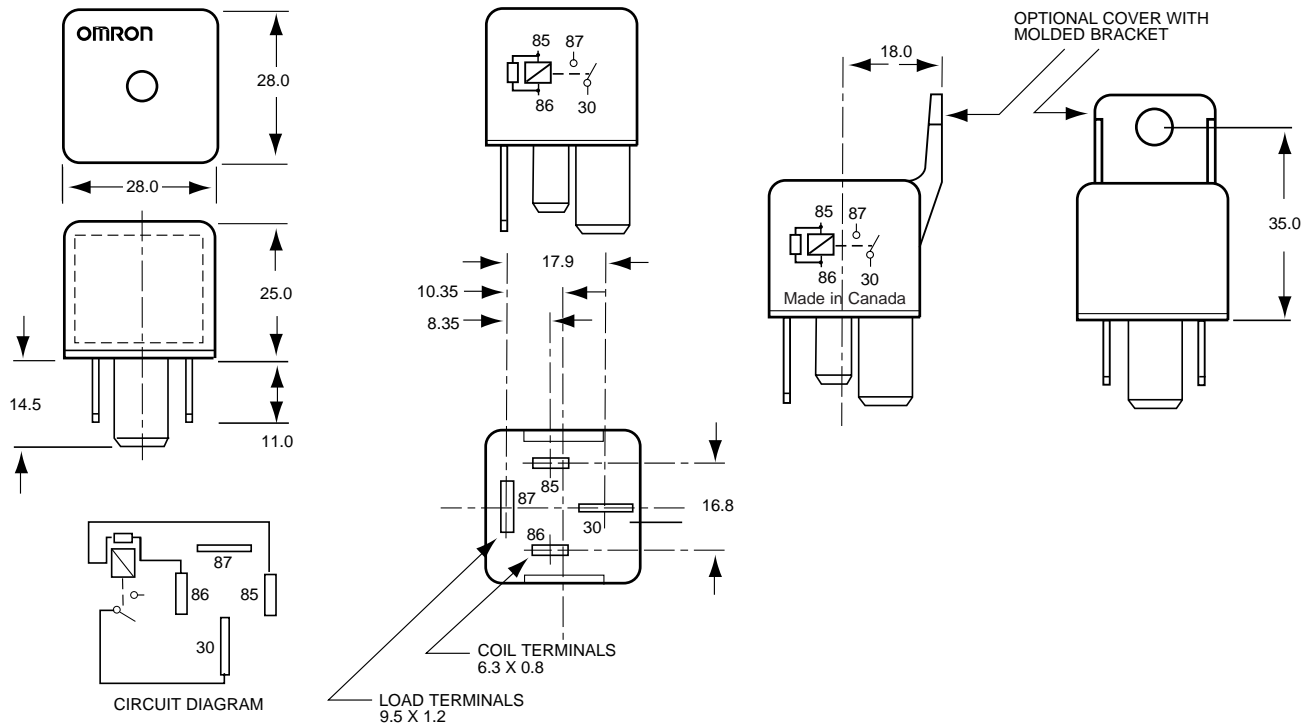 OMRON
28.0
28.0
25.0
14.5
11.0
85 87
86 30
17.9
10.35
8.35
85
87
30
86
16.8
COIL TERMINALS
6.3 X 0.8
LOAD TERMINALS
9.5 X 1.2
87
86 85
30
CIRCUIT DIAGRAM
OPTIONAL COVER WITH
MOLDED BRACKET
18.0
85 87
86 30
Made in Canada
35.0